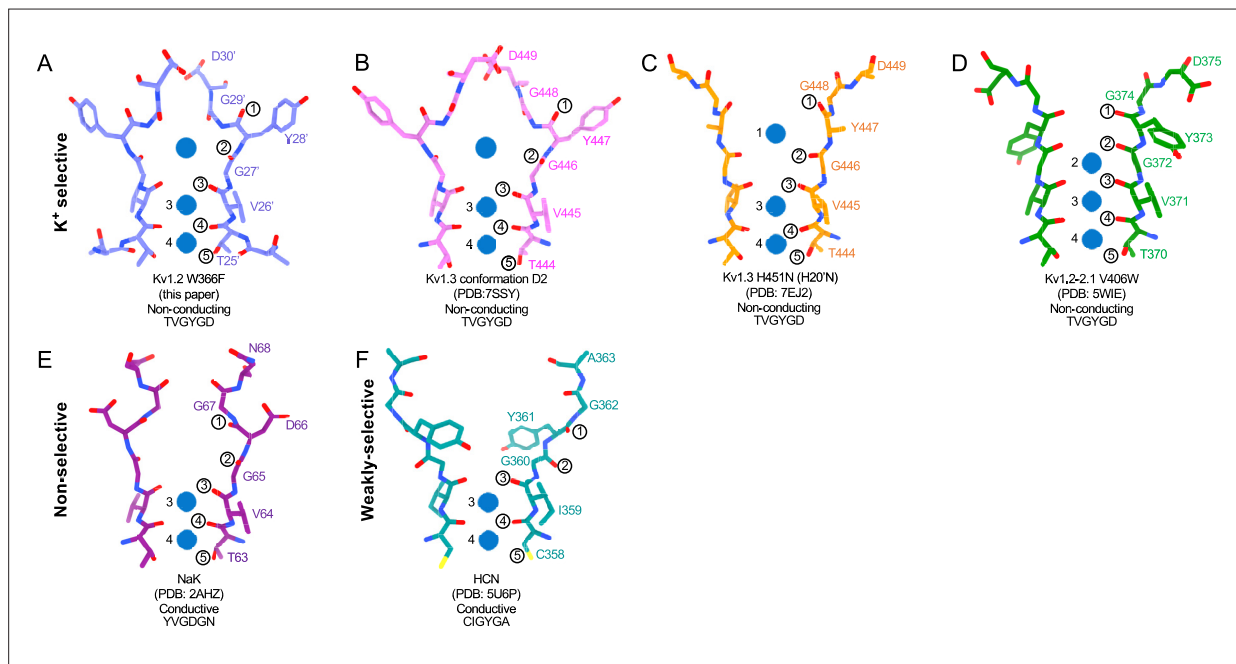 A
D30'
G29'
1
Y28'
2
G27'
3
3
V26'
4
4
5
T25'
Kv1.2 W366F
(this paper)
Non-conducting
TVGYGD
B
D449
G448
1
Y447
2
G446
3
3
V445
4
4
5
T444
Kv1.3 conformation D2
(PDB:7SSY)
Non-conducting
TVGYGD
C
D449
G448
1
1
Y447
2
G446
3
3
V445
4
4
5
T444
Kv1.3 H451N (H20'N)
(PDB: 7EJ2)
Non-conducting
TVGYGD
D
D375
G374
1
Y373
2
2
G372
3
3
V371
4
4
5
T370
Kv1.2-2.1 V406W
(PDB: 5WIE)
Non-conducting
TVGYGD
K+ selective
E
N68
G67
1
D66
2
G65
3
3
V64
4
4
5
T63
NaK
(PDB: 2AHZ)
Conductive
YVGDGN
Non-selective
F
A363
G362
Y361
1
G360
2
3
3
I359
4
4
5
C358
HCN
(PDB: 5U6P)
Conductive
CIGYGA
Weakly-selective